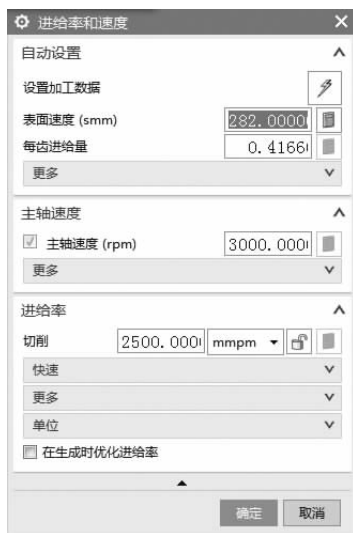 进给率和速度
自动设置
设置加工数据
表面速度 (smm) 282.0000
每齿进给量 0.4166
更多
主轴速度
主轴速度 (rpm) 3000.000
更多
进给率
切削 2500.000 mmpm
快速
更多
单位
在生成时优化进给率
确定 取消